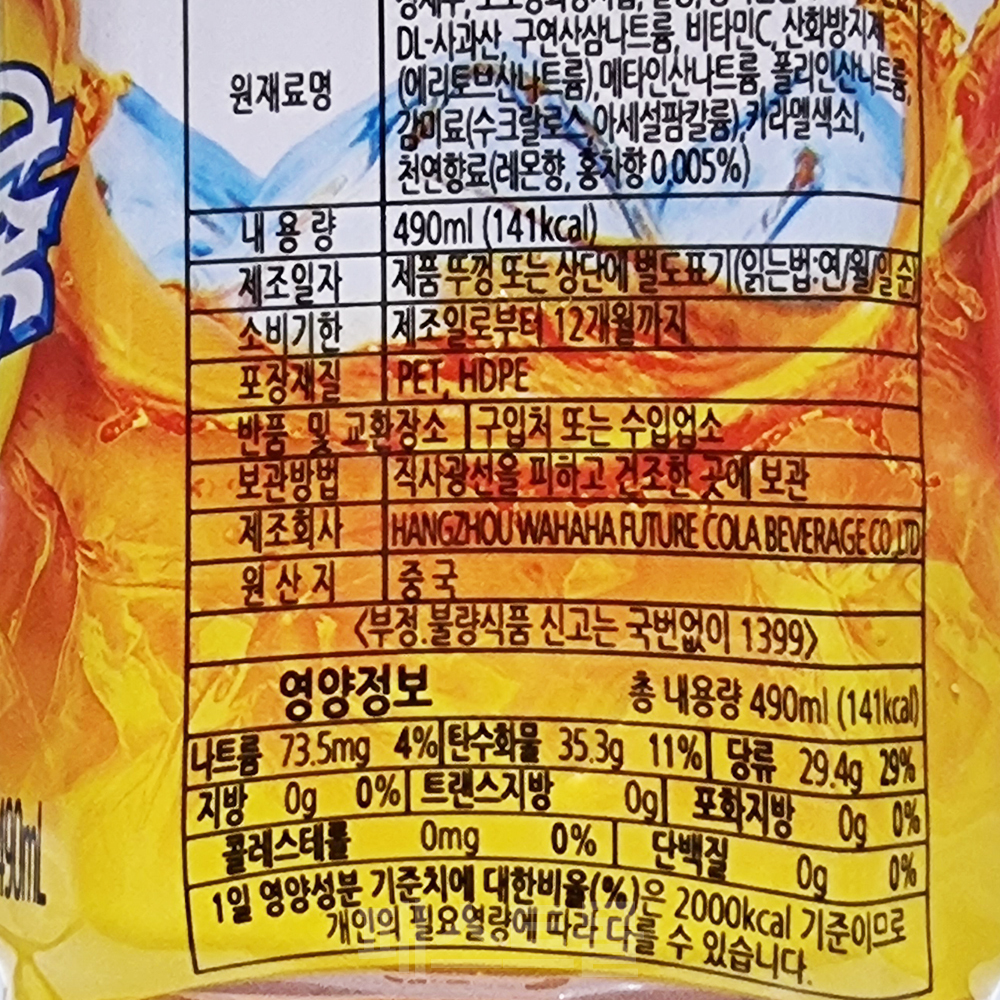 DL-사과산, 구연산삼나트륨, 비타민C, 산화방지제
원재료명
(에리토브산나트륨), 메타인산나트륨, 폴리인산나트륨,
감미료(수크랄로스, 아세설팜칼륨), 카라멜색소,
천연향료(레몬향, 홍차향 0.005%)
내용량 490ml (141kcal)
제조일자 제품 뚜껑 또는 상단에 별도표기(읽는법:연/월/일 순)
소비기한 제조일로부터 12개월까지
포장재질 PET, HDPE
반품 및 교환장소 구입처 또는 수입업소
보관방법 직사광선을 피하고 건조한 곳에 보관
제조회사 HANGZHOU WAHAHA FUTURE COLA BEVERAGE CO.,LTD
원산지 중국
<부정.불량식품 신고는 국번없이 1399>
영양정보 총 내용량 490ml (141kcal)
나트륨 73.5mg 4% 탄수화물 35.3g 11% 당류 29.4g 29%
지방 0g 0% 트랜스지방 0g 포화지방 0g 0%
콜레스테롤 0mg 0% 단백질 0g 0%
1일 영양성분 기준치에 대한비율(%)은 2000kcal 기준이므로
개인의 필요열량에 따라 다를 수 있습니다.
490mL